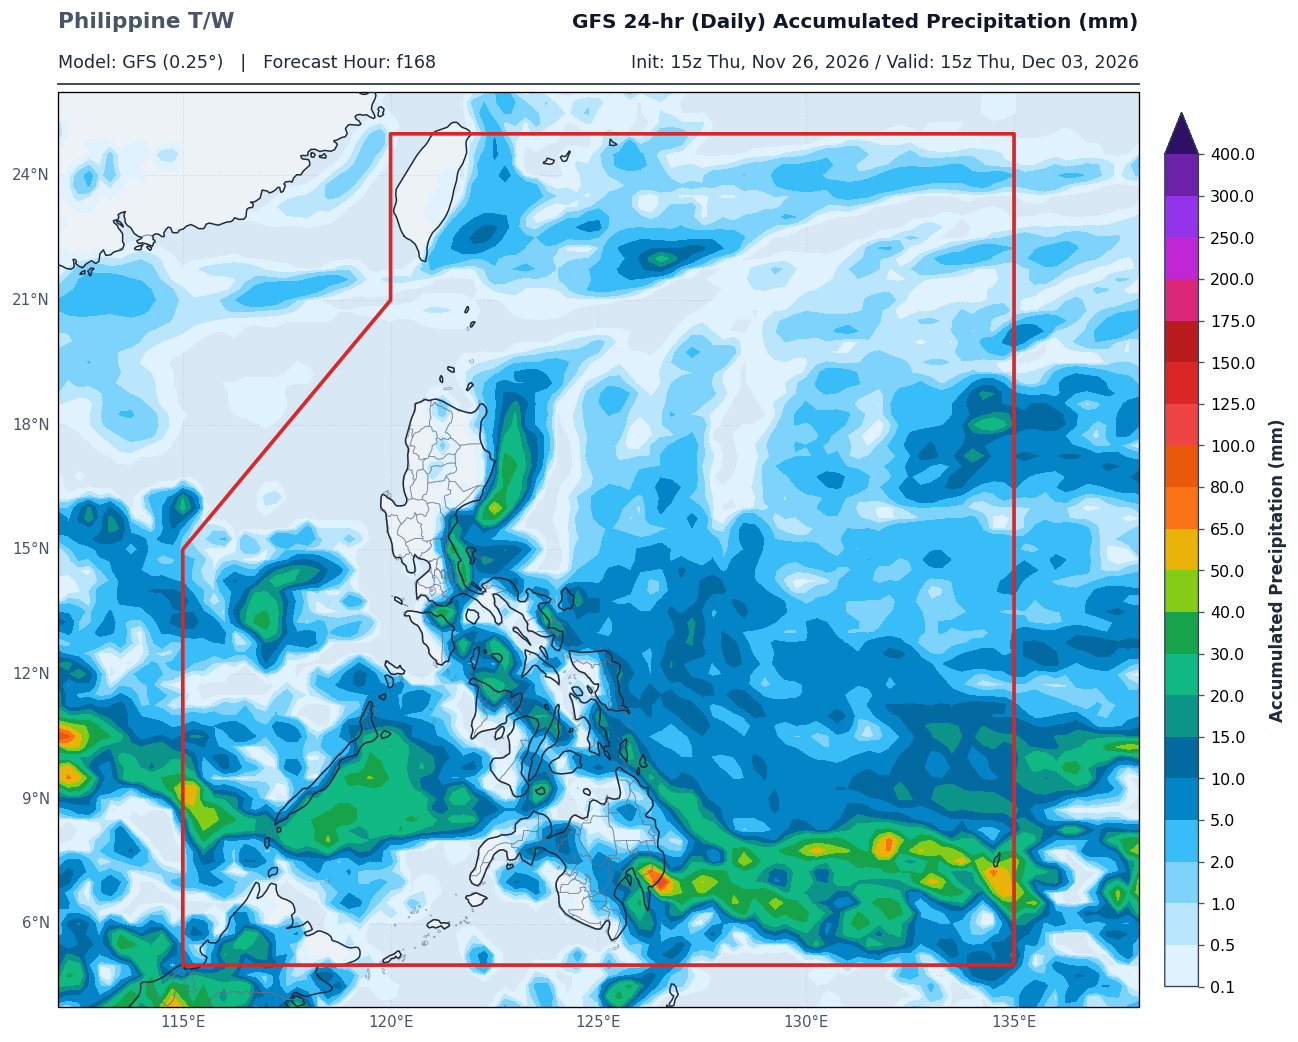 Philippine T/W
GFS 24-hr (Daily) Accumulated Precipitation (mm)
Model: GFS (0.25°) | Forecast Hour: f168
Init: 15z Thu, Nov 26, 2026 / Valid: 15z Thu, Dec 03, 2026
24°N
21°N
18°N
15°N
12°N
9°N
6°N
115°E
120°E
125°E
130°E
135°E
400.0
300.0
250.0
200.0
175.0
150.0
125.0
100.0
80.0
65.0
50.0
40.0
30.0
20.0
15.0
10.0
5.0
2.0
1.0
0.5
0.1
Accumulated Precipitation (mm)